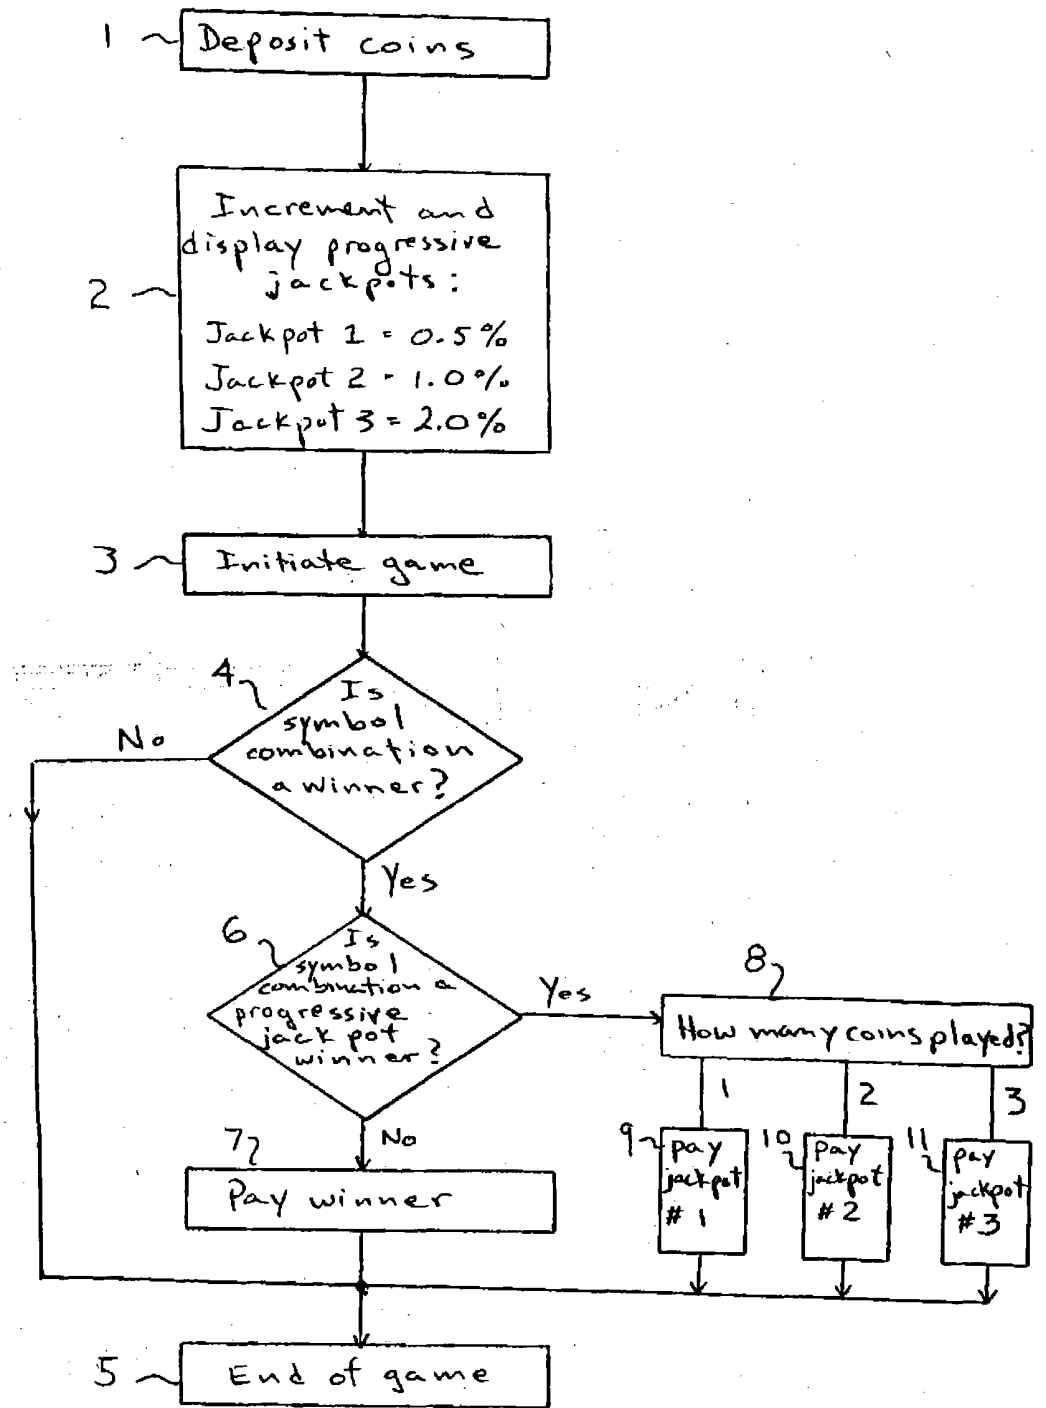 1
Deposit coins
2
Increment and
display progressive
jackpots:
Jackpot 1 = 0.5%
Jackpot 2 - 1.0%
Jackpot 3 = 2.0%
3
Initiate game
4
Is
symbol
combination
a winner?
No
Yes
6
Is
symbol
combination a
progressive
jackpot
winner?
Yes
8
How many coins played?
1
2
3
No
7
Pay winner
9
pay
jackpot
# 1
10
pay
jackpot
# 2
11
pay
jackpot
# 3
5
End of game